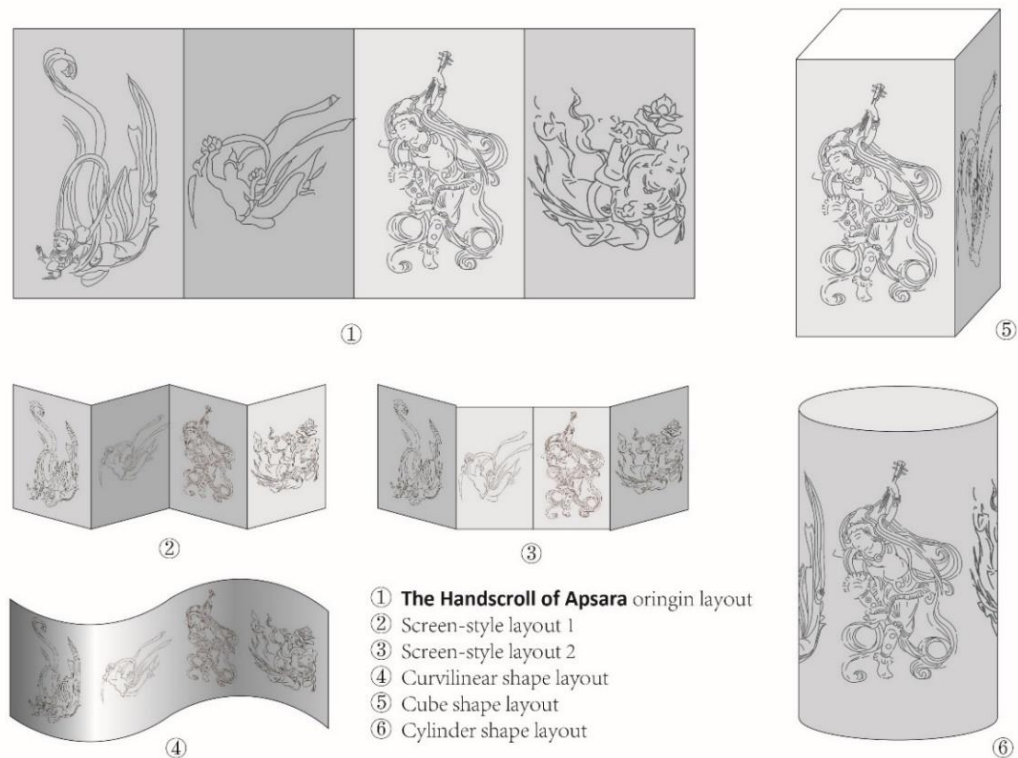 ①
⑤
②
③
① The Handscroll of Apsara oringin layout
② Screen-style layout 1
③ Screen-style layout 2
④ Curvilinear shape layout
⑤ Cube shape layout
⑥ Cylinder shape layout
④
⑥